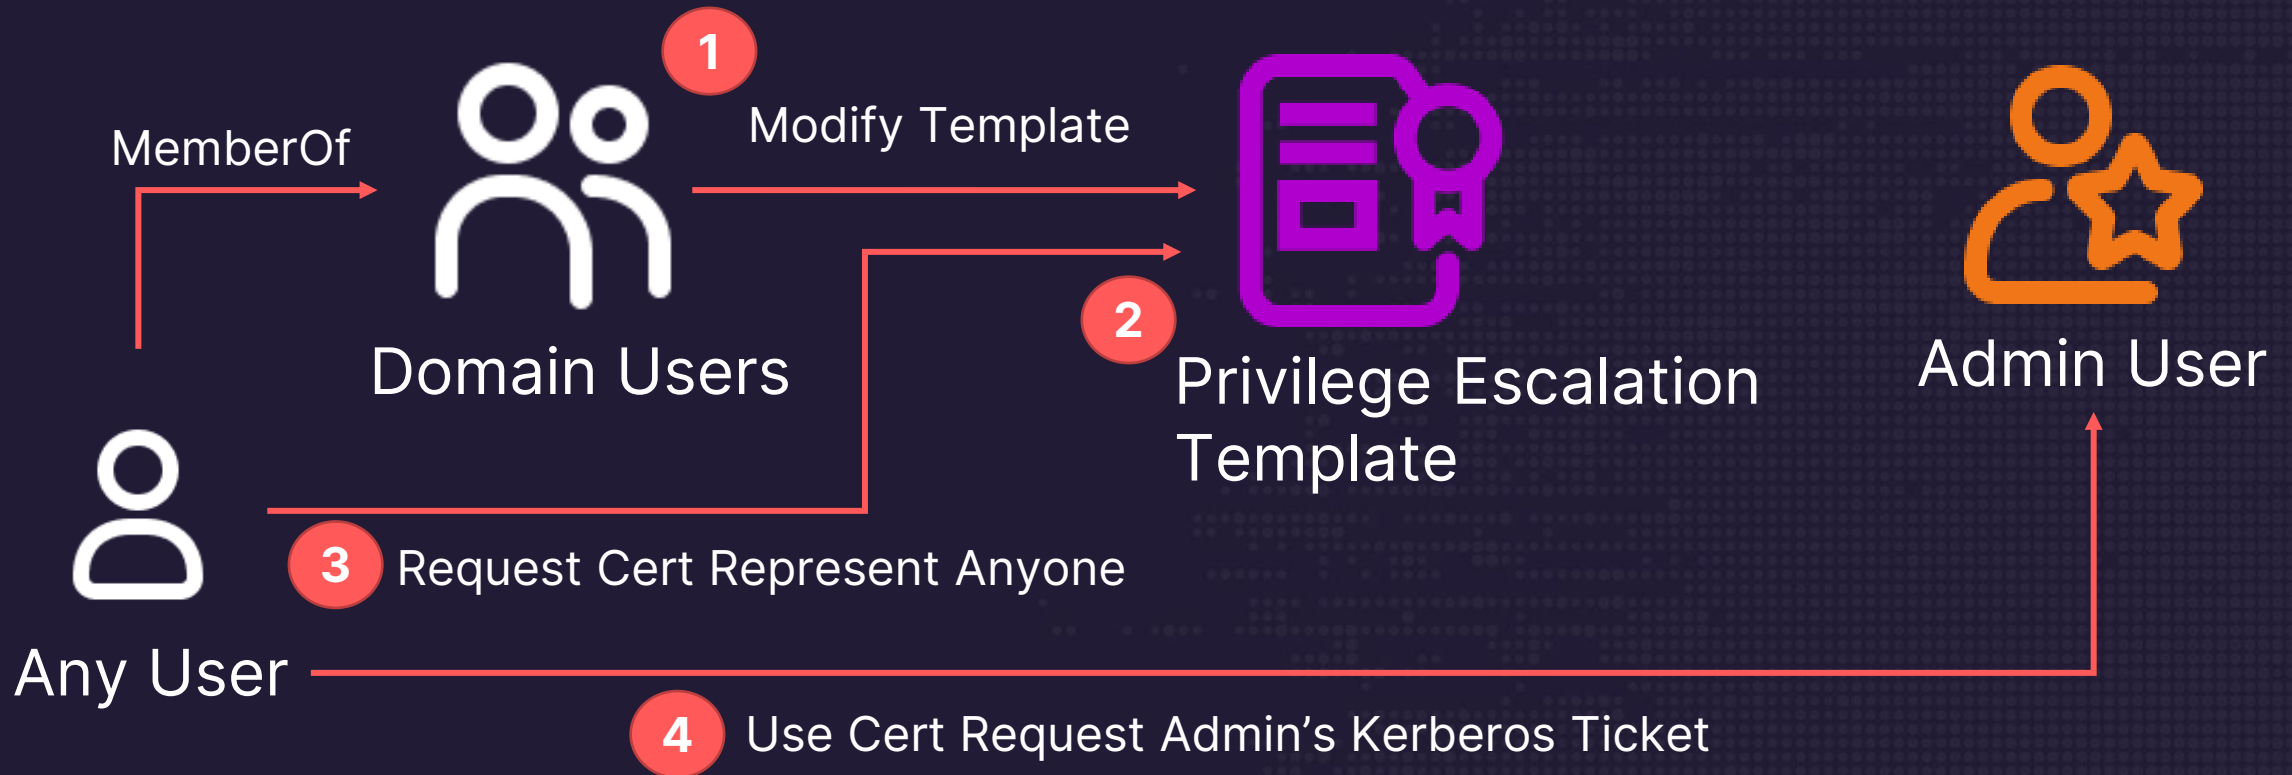 1
MemberOf
Modify Template
2
Domain Users
Privilege Escalation
Template
Admin User
3
Request Cert Represent Anyone
Any User
4
Use Cert Request Admin’s Kerberos Ticket